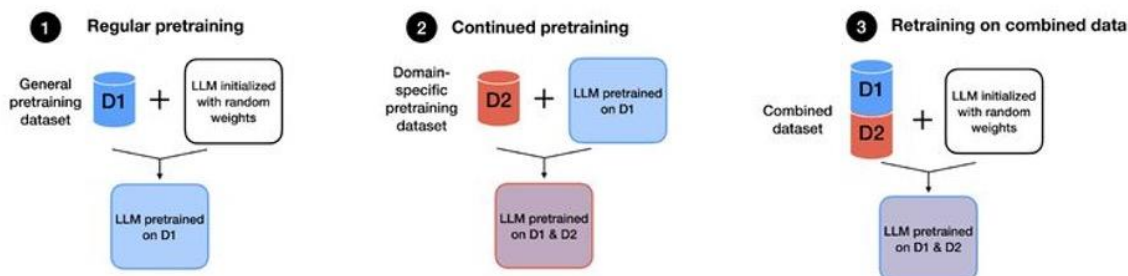 1 Regular pretraining
General
pretraining
dataset
D1
+
LLM initialized
with random
weights
LLM pretrained
on D1
2 Continued pretraining
Domain-
specific
pretraining
dataset
D2
+
LLM pretrained
on D1
LLM pretrained
on D1 & D2
3 Retraining on combined data
Combined
dataset
D1
D2
+
LLM initialized
with random
weights
LLM pretrained
on D1 & D2